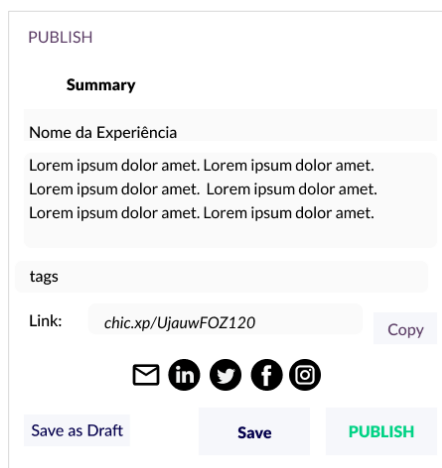 PUBLISH
Summary
Nome da Experiência
Lorem ipsum dolor amet. Lorem ipsum dolor amet.
Lorem ipsum dolor amet.  Lorem ipsum dolor amet.
Lorem ipsum dolor amet. Lorem ipsum dolor amet.
tags
Link: chic.xp/UjauwFOZ120 Copy
in f
Save as Draft Save PUBLISH